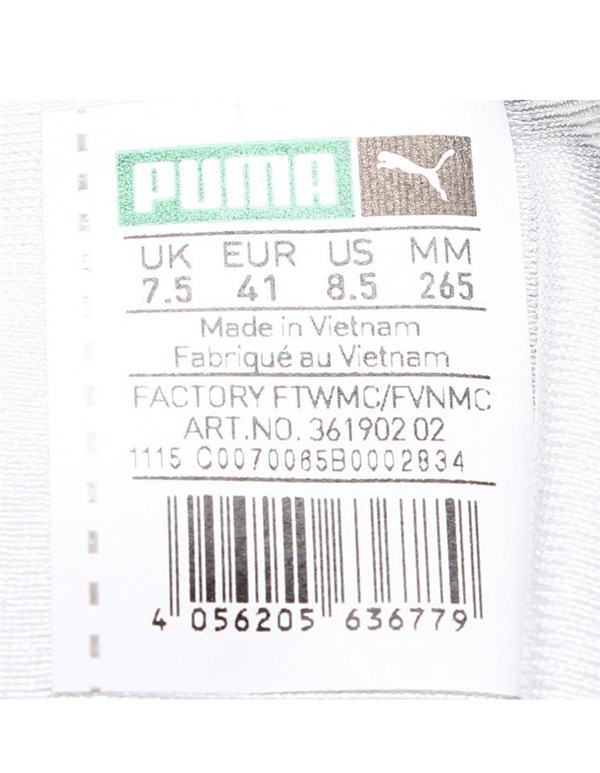 PUMA
UK EUR US MM
7.5 41 8.5 265
Made in Vietnam
Fabriqué au Vietnam
FACTORY FTWMC/FVNMC
ART.NO. 361902 02
1115 C0070065B0002834
4 056205 636779